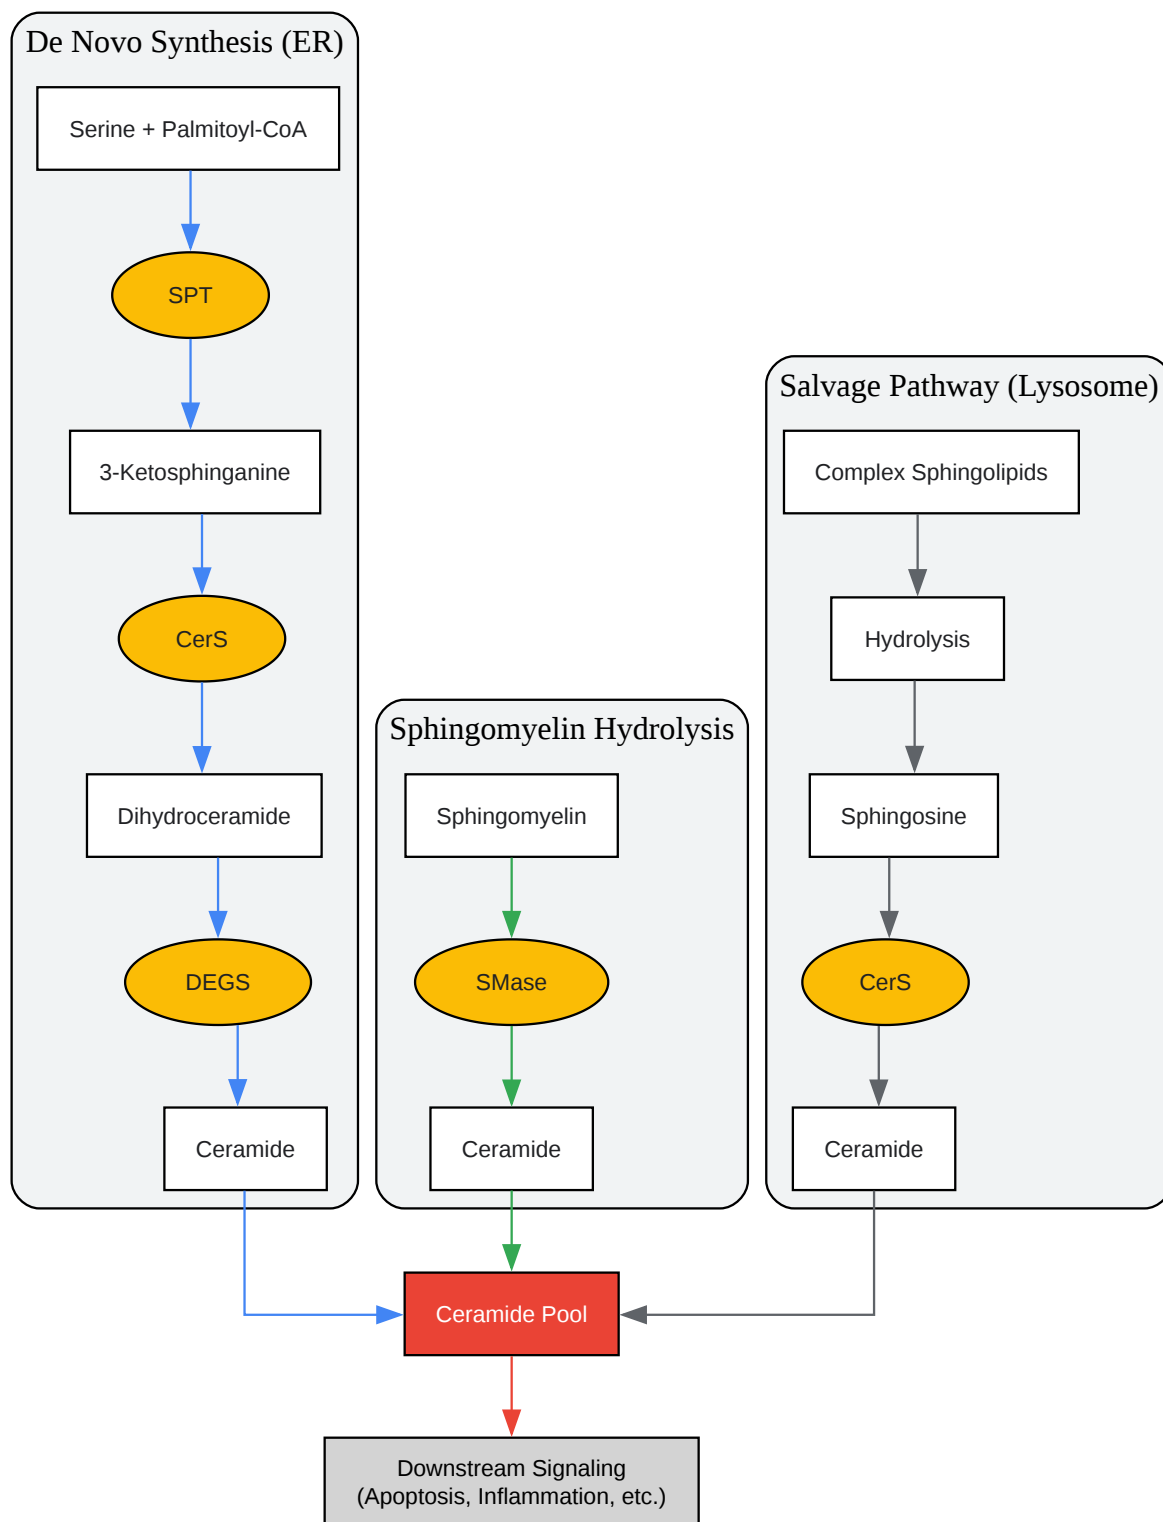 De Novo Synthesis (ER)
Serine + Palmitoyl-CoA
SPT
3-Ketosphinganine
CerS
Dihydroceramide
DEGS
Ceramide
Sphingomyelin Hydrolysis
Sphingomyelin
SMase
Ceramide
Salvage Pathway (Lysosome)
Complex Sphingolipids
Hydrolysis
Sphingosine
CerS
Ceramide
Ceramide Pool
Downstream Signaling
(Apoptosis, Inflammation, etc.)